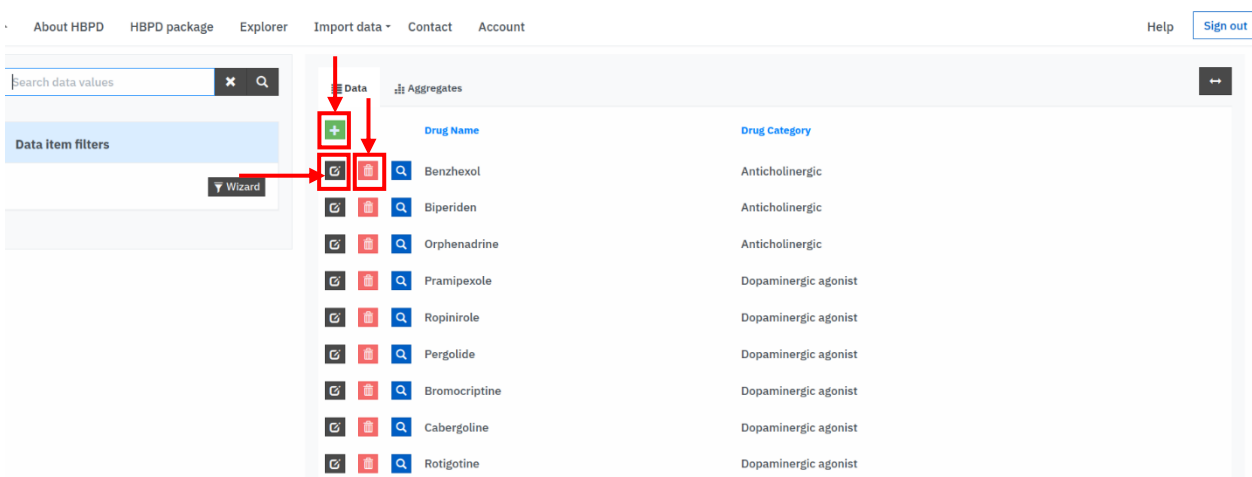 About HBPD HBPD package Explorer Import data Contact Account Help Sign out
Search data values
Data Aggregates
Data item filters
Wizard
Drug Name Drug Category
Benzhexol Anticholinergic
Biperiden Anticholinergic
Orphenadrine Anticholinergic
Pramipexole Dopaminergic agonist
Ropinirole Dopaminergic agonist
Pergolide Dopaminergic agonist
Bromocriptine Dopaminergic agonist
Cabergoline Dopaminergic agonist
Rotigotine Dopaminergic agonist